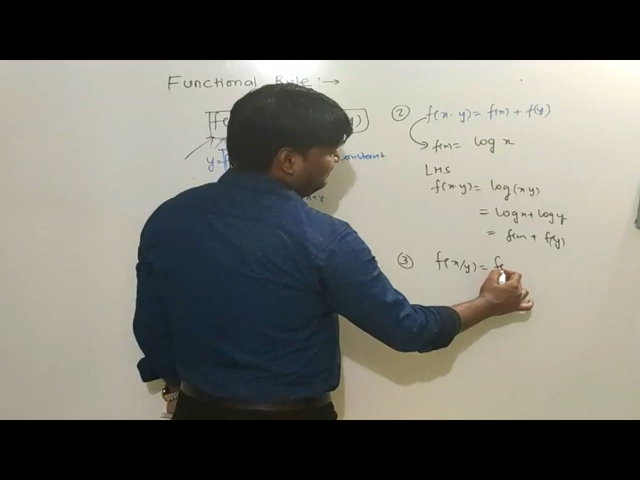 Functional Rule :→
f( y)
y constant
② f(x·y) = f(x) + f(y)
f(x) = log x
LHS
f(x·y) = log(xy)
= log x + log y
= f(x) + f(y)
③ f(x/y) = f(